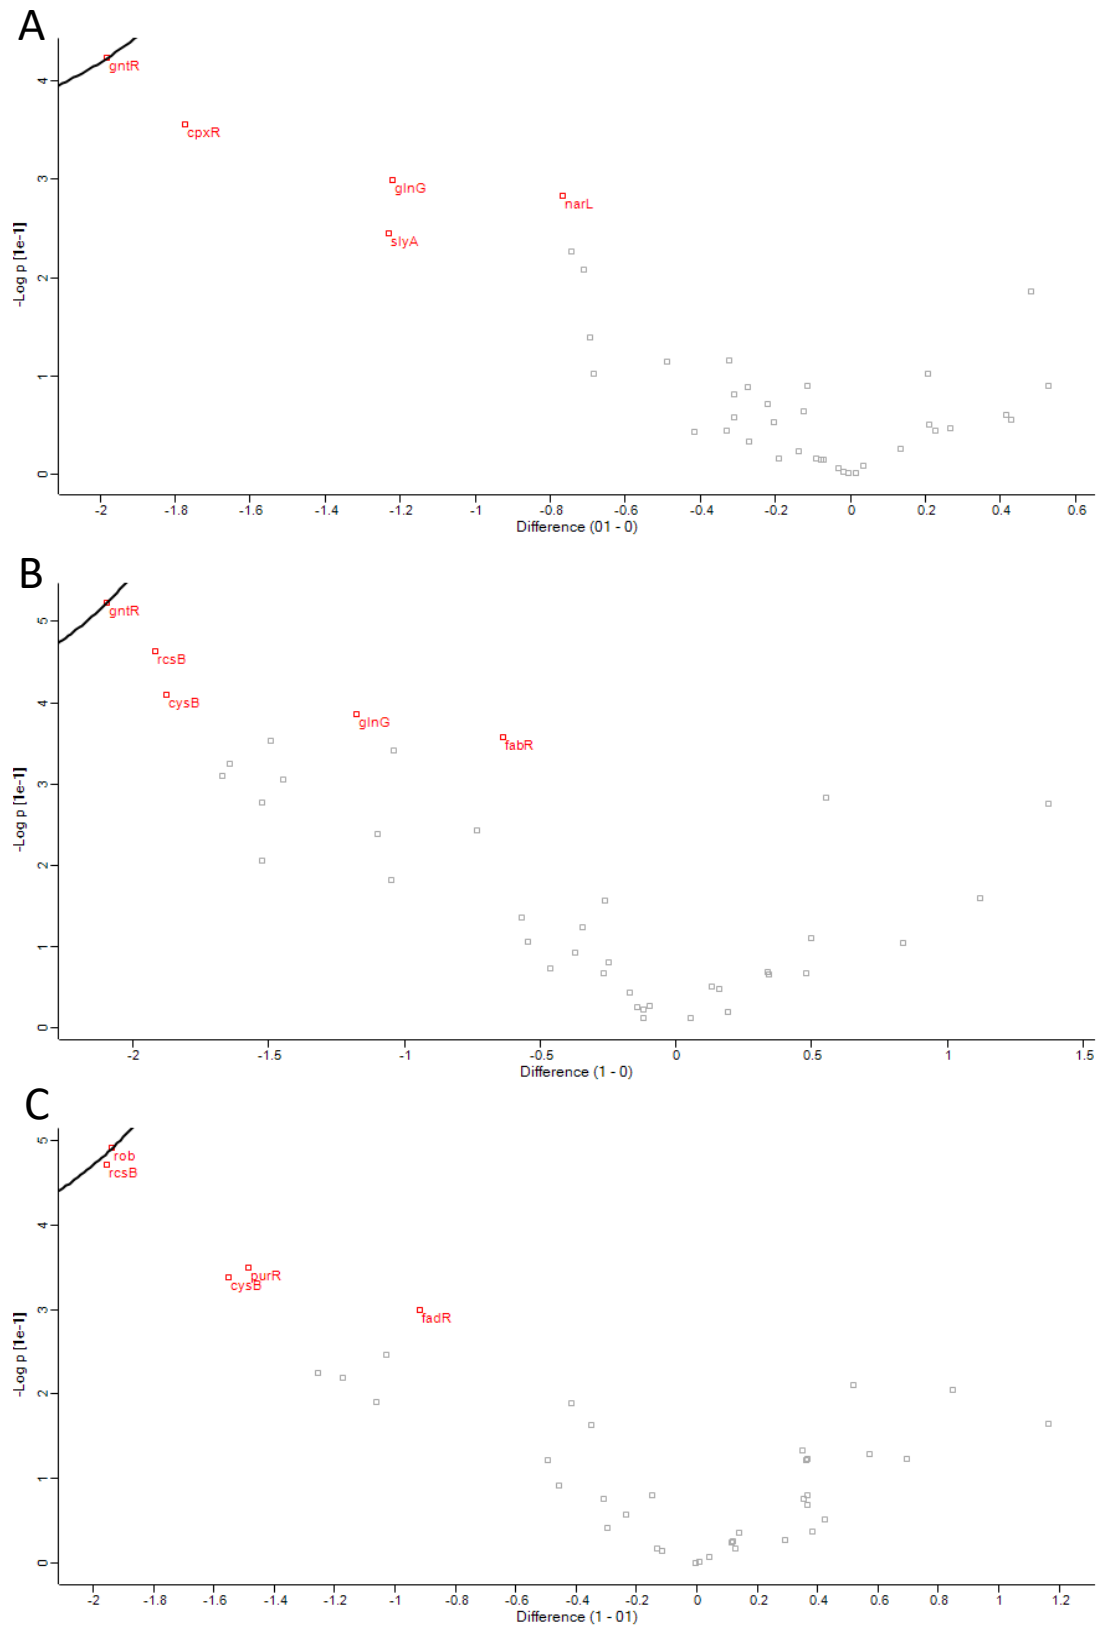 A
4
3
2
1
0
-Log p [1e-1]
gntR
cpxR
glnG
narL
slyA
-2 -1.8 -1.6 -1.4 -1.2 -1 -0.8 -0.6 -0.4 -0.2 0 0.2 0.4 0.6
Difference (01 - 0)
B
5
4
3
2
1
0
-Log p [1e-1]
gntR
rcsB
cysB
glnG
fabR
-2 -1.5 -1 -0.5 0 0.5 1 1.5
Difference (1 - 0)
C
5
4
3
2
1
0
-Log p [1e-1]
rob
rcsB
purR
cysB
fadR
-2 -1.8 -1.6 -1.4 -1.2 -1 -0.8 -0.6 -0.4 -0.2 0 0.2 0.4 0.6 0.8 1 1.2
Difference (1 - 01)